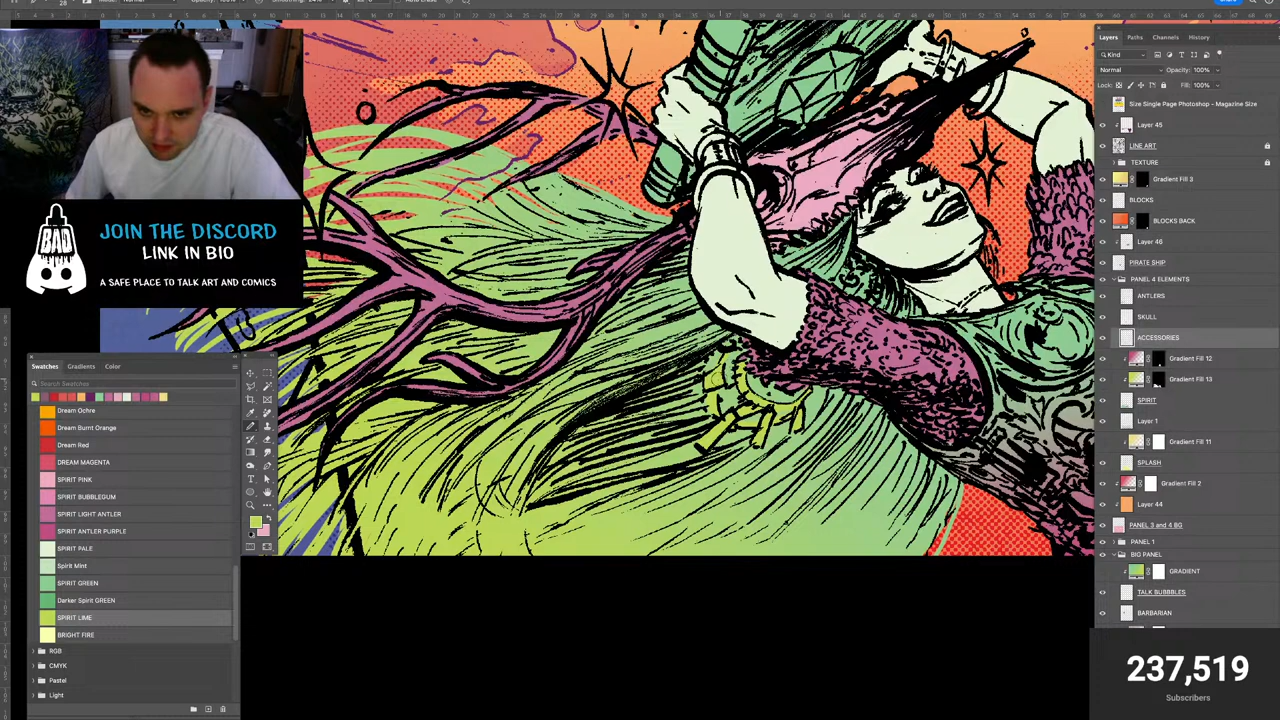 Layers Paths Channels History
Kind
Normal Opacity: 100%
Lock: Fill: 100%
Size Single Page Photoshop - Magazine Size
Layer 45
LINE ART
TEXTURE
Gradient Fill 3
BLOCKS
BLOCKS BACK
Layer 46
PIRATE SHIP
PANEL 4 ELEMENTS
ANTLERS
SKULL
ACCESSORIES
Gradient Fill 12
Gradient Fill 13
SPIRIT
Layer 1
Gradient Fill 11
SPLASH
Gradient Fill 2
Layer 44
PANEL 3 and 4 BG
PANEL 1
BIG PANEL
GRADIENT
TALK BUBBBLES
BARBARIAN
BAD
JOIN THE DISCORD
LINK IN BIO
A SAFE PLACE TO TALK ART AND COMICS
Swatches Gradients Color
Search Swatches
Dream Ochre
Dream Burnt Orange
Dream Red
DREAM MAGENTA
SPIRIT PINK
SPIRIT BUBBLEGUM
SPIRIT LIGHT ANTLER
SPIRIT ANTLER PURPLE
SPIRIT PALE
Spirit Mint
SPIRIT GREEN
Darker Spirit GREEN
SPIRIT LIME
BRIGHT FIRE
RGB
CMYK
Pastel
Light
237,519
Subscribers